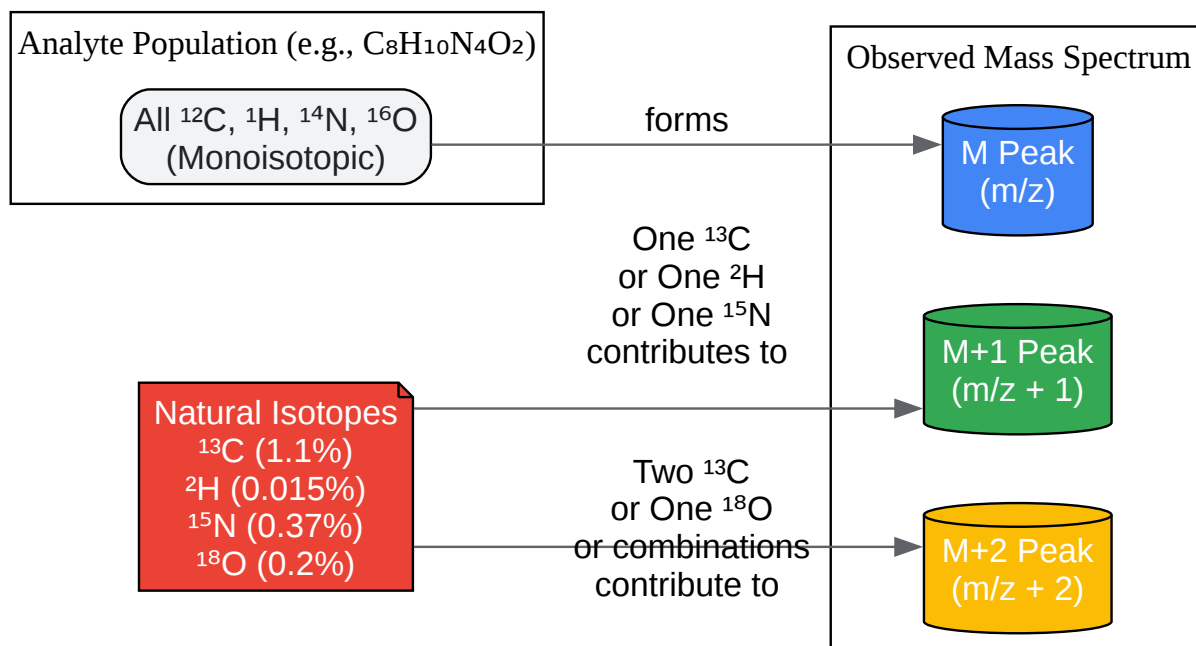 Analyte Population (e.g., C₈H₁₀N₄O₂)
All ¹²C, ¹H, ¹⁴N, ¹⁶O
(Monoisotopic)
forms
Observed Mass Spectrum
M Peak
(m/z)
One ¹³C
or One ²H
or One ¹⁵N
contributes to
M+1 Peak
(m/z + 1)
Natural Isotopes
¹³C (1.1%)
²H (0.015%)
¹⁵N (0.37%)
¹⁸O (0.2%)
Two ¹³C
or One ¹⁸O
or combinations
contribute to
M+2 Peak
(m/z + 2)